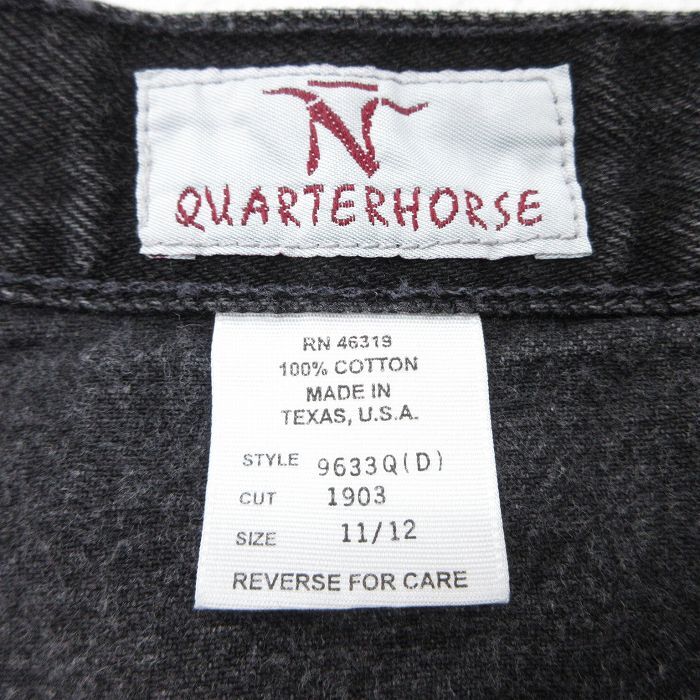 N
QUARTERHORSE
RN 46319
100% COTTON
MADE IN
TEXAS, U.S.A.
STYLE 9633Q(D)
CUT 1903
SIZE 11/12
REVERSE FOR CARE